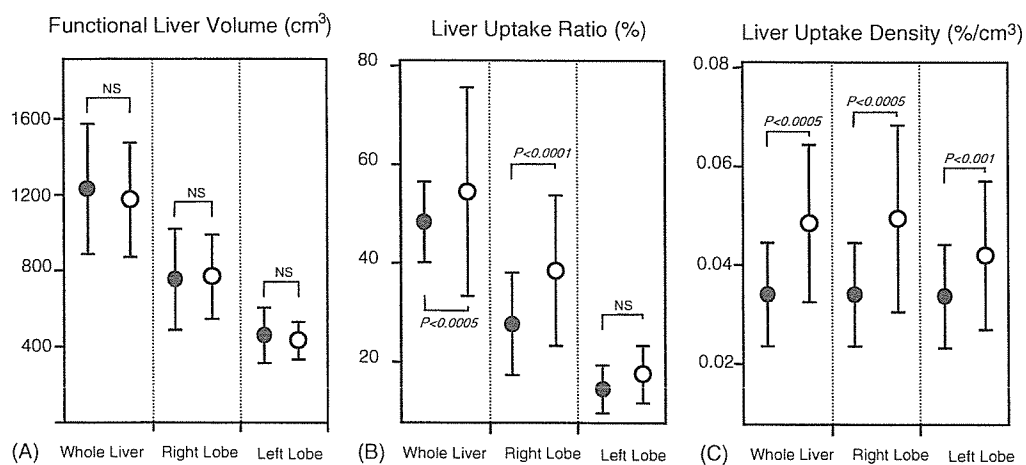 Functional Liver Volume (cm³)
1600
1200
800
400
NS
NS
NS
(A)
Whole Liver
Right Lobe
Left Lobe
Liver Uptake Ratio (%)
80
60
40
20
P<0.0005
P<0.0001
NS
(B)
Whole Liver
Right Lobe
Left Lobe
Liver Uptake Density (%/cm³)
0.08
0.06
0.04
0.02
P<0.0005
P<0.0005
P<0.001
(C)
Whole Liver
Right Lobe
Left Lobe